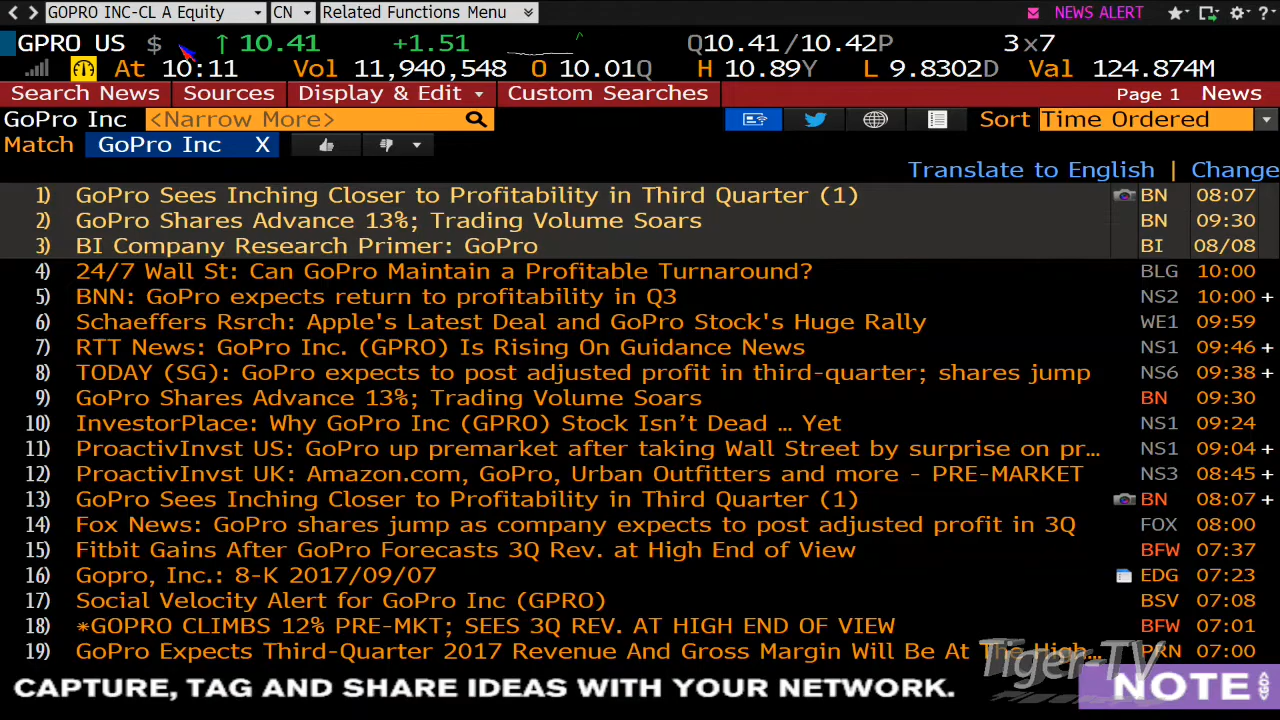 GOPRO INC-CL A Equity CN Related Functions Menu NEWS ALERT ?
GPRO US $ ↑ 10.41 +1.51 Q10.41/10.42P 3x7
At 10:11 Vol 11,940,548 O 10.01Q H 10.89Y L 9.8302D Val 124.874M
Search News Sources Display & Edit Custom Searches Page 1 News
GoPro Inc <Narrow More> Sort Time Ordered
Match GoPro Inc X
Translate to English | Change
1) GoPro Sees Inching Closer to Profitability in Third Quarter (1) BN 08:07
2) GoPro Shares Advance 13%; Trading Volume Soars BN 09:30
3) BI Company Research Primer: GoPro BI 08/08
4) 24/7 Wall St: Can GoPro Maintain a Profitable Turnaround? BLG 10:00
5) BNN: GoPro expects return to profitability in Q3 NS2 10:00 +
6) Schaeffers Rsrch: Apple's Latest Deal and GoPro Stock's Huge Rally WE1 09:59
7) RTT News: GoPro Inc. (GPRO) Is Rising On Guidance News NS1 09:46 +
8) TODAY (SG): GoPro expects to post adjusted profit in third-quarter; shares jump NS6 09:38 +
9) GoPro Shares Advance 13%; Trading Volume Soars BN 09:30
10) InvestorPlace: Why GoPro Inc (GPRO) Stock Isn’t Dead … Yet NS1 09:24
11) ProactivInvst US: GoPro up premarket after taking Wall Street by surprise on pr… NS1 09:04 +
12) ProactivInvst UK: Amazon.com, GoPro, Urban Outfitters and more - PRE-MARKET NS3 08:45 +
13) GoPro Sees Inching Closer to Profitability in Third Quarter (1) BN 08:07 +
14) Fox News: GoPro shares jump as company expects to post adjusted profit in 3Q FOX 08:00
15) Fitbit Gains After GoPro Forecasts 3Q Rev. at High End of View BFW 07:37
16) Gopro, Inc.: 8-K 2017/09/07 EDG 07:23
17) Social Velocity Alert for GoPro Inc (GPRO) BSV 07:08
18) *GOPRO CLIMBS 12% PRE-MKT; SEES 3Q REV. AT HIGH END OF VIEW BFW 07:01
19) GoPro Expects Third-Quarter 2017 Revenue And Gross Margin Will Be At The High… PRN 07:00
Tiger-TV
CAPTURE, TAG AND SHARE IDEAS WITH YOUR NETWORK. NOTE <GO>